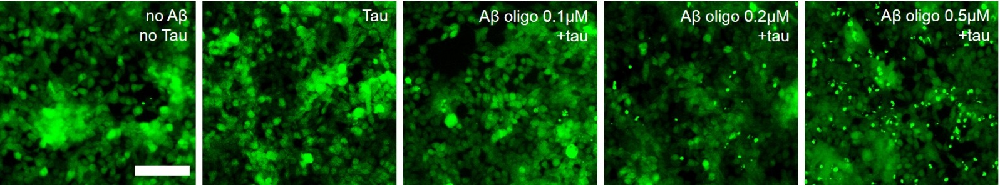 no Aβ
no Tau
Tau
Aβ oligo 0.1µM
+tau
Aβ oligo 0.2µM
+tau
Aβ oligo 0.5µM
+tau